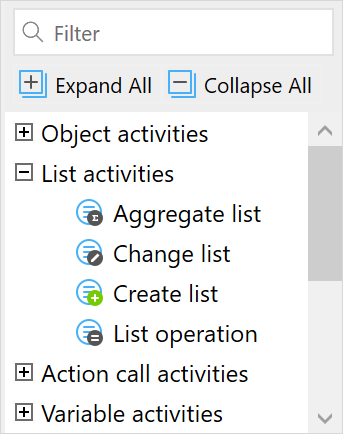 Filter
Expand All Collapse All
Object activities
List activities
Aggregate list
Change list
Create list
List operation
Action call activities
Variable activities